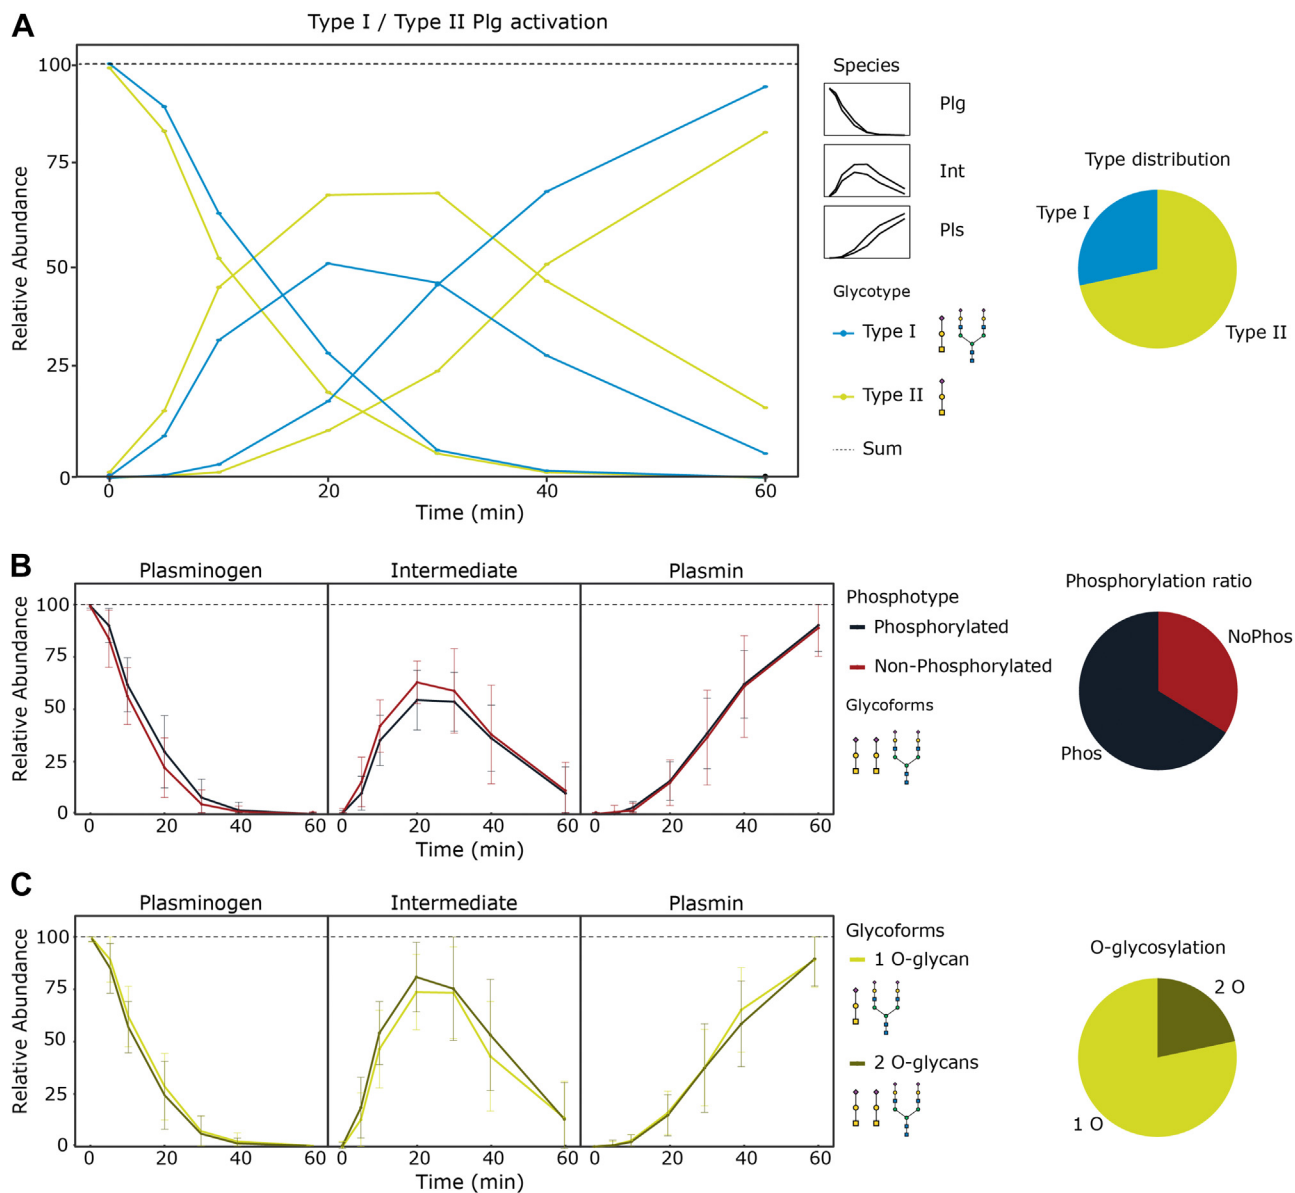 A
Type I / Type II Plg activation
Relative Abundance
100
75
50
25
0
0 20 40 60
Time (min)
Species
Plg
Int
Pls
Glycotype
Type I
Type II
Sum
Type distribution
Type I
Type II
B
Plasminogen Intermediate Plasmin
Relative Abundance
100
75
50
25
0
0 20 40 60 0 20 40 60 0 20 40 60
Time (min)
Phosphotype
Phosphorylated
Non-Phosphorylated
Glycoforms
Phosphorylation ratio
NoPhos
Phos
C
Plasminogen Intermediate Plasmin
Relative Abundance
100
75
50
25
0
0 20 40 60 0 20 40 60 0 20 40 60
Time (min)
Glycoforms
1 O-glycan
2 O-glycans
O-glycosylation
2 O
1 O